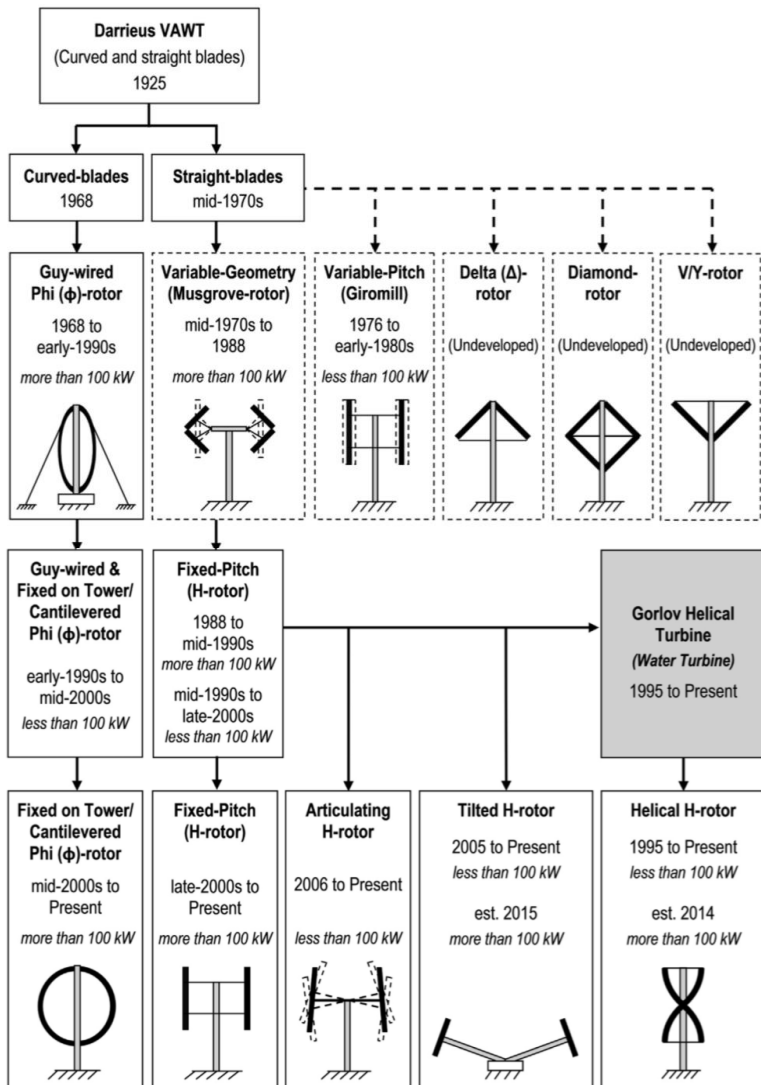 Darrieus VAWT
(Curved and straight blades)
1925
Curved-blades
1968
Straight-blades
mid-1970s
Guy-wired
Phi (ϕ)-rotor
1968 to
early-1990s
more than 100 kW
Variable-Geometry
(Musgrove-rotor)
mid-1970s to
1988
more than 100 kW
Variable-Pitch
(Giromill)
1976 to
early-1980s
less than 100 kW
Delta (Δ)-
rotor
(Undeveloped)
Diamond-
rotor
(Undeveloped)
V/Y-rotor
(Undeveloped)
Guy-wired &
Fixed on Tower/
Cantilevered
Phi (ϕ)-rotor
early-1990s to
mid-2000s
less than 100 kW
Fixed-Pitch
(H-rotor)
1988 to
mid-1990s
more than 100 kW
mid-1990s to
late-2000s
less than 100 kW
Gorlov Helical
Turbine
(Water Turbine)
1995 to Present
Fixed on Tower/
Cantilevered
Phi (ϕ)-rotor
mid-2000s to
Present
more than 100 kW
Fixed-Pitch
(H-rotor)
late-2000s to
Present
more than 100 kW
Articulating
H-rotor
2006 to Present
less than 100 kW
Tilted H-rotor
2005 to Present
less than 100 kW
est. 2015
more than 100 kW
Helical H-rotor
1995 to Present
less than 100 kW
est. 2014
more than 100 kW